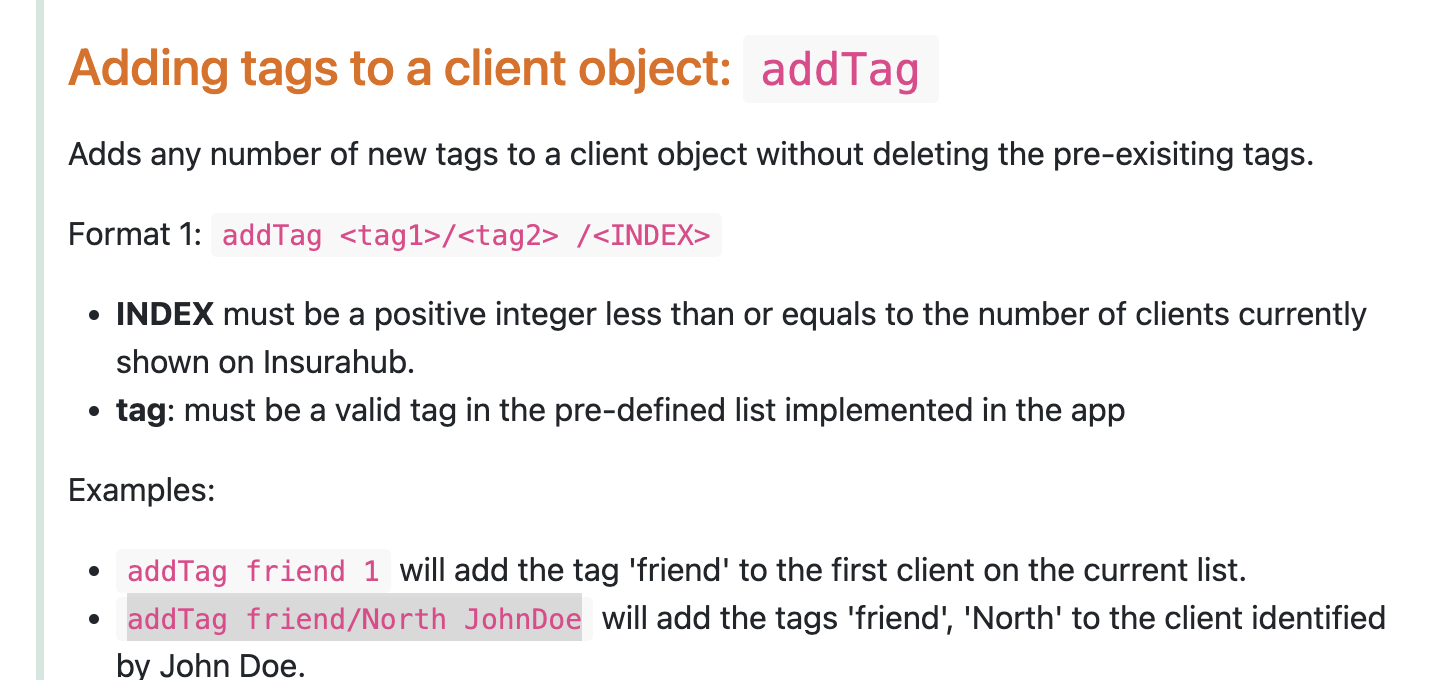 Adding tags to a client object: addTag
Adds any number of new tags to a client object without deleting the pre-exisiting tags.
Format 1: addTag <tag1>/<tag2> /<INDEX>
• INDEX must be a positive integer less than or equals to the number of clients currently
shown on Insurahub.
• tag: must be a valid tag in the pre-defined list implemented in the app
Examples:
• addTag friend 1 will add the tag 'friend' to the first client on the current list.
• addTag friend/North JohnDoe will add the tags 'friend', 'North' to the client identified
by John Doe.